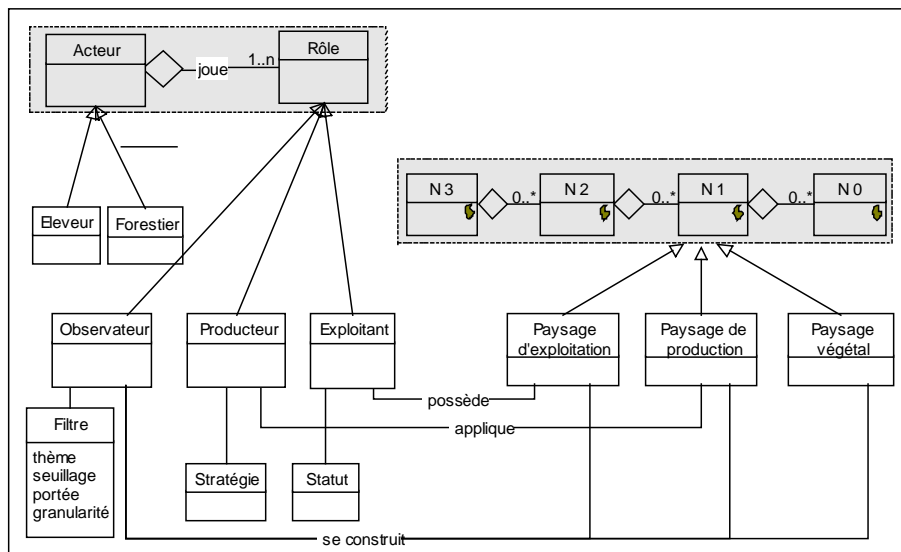 Acteur
joue
1..n
Rôle
Eleveur
Forestier
N 3
0..*
N 2
0..*
N 1
0..*
N 0
Observateur
Producteur
Exploitant
Paysage
d'exploitation
Paysage de
production
Paysage
végétal
possède
applique
Filtre
thème
seuillage
portée
granularité
Stratégie
Statut
se construit